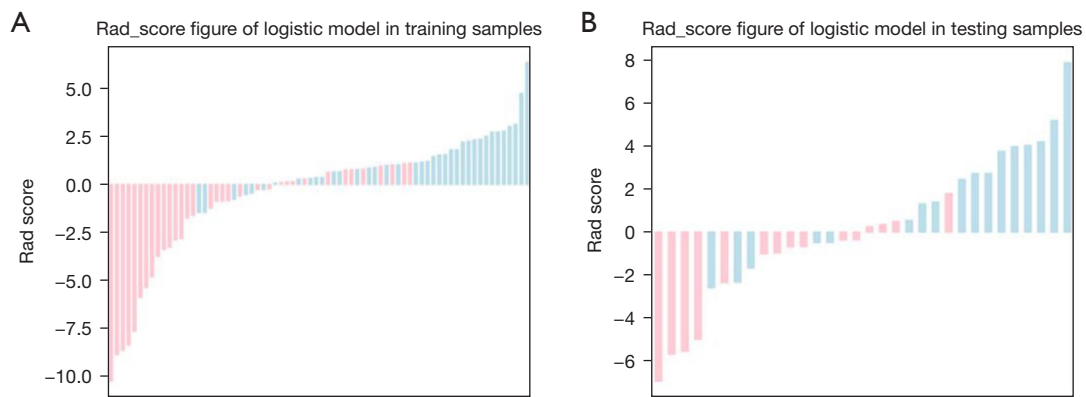 A
Rad_score figure of logistic model in training samples
5.0
2.5
0.0
−2.5
−5.0
−7.5
−10.0
Rad score
B
Rad_score figure of logistic model in testing samples
8
6
4
2
0
−2
−4
−6
Rad score